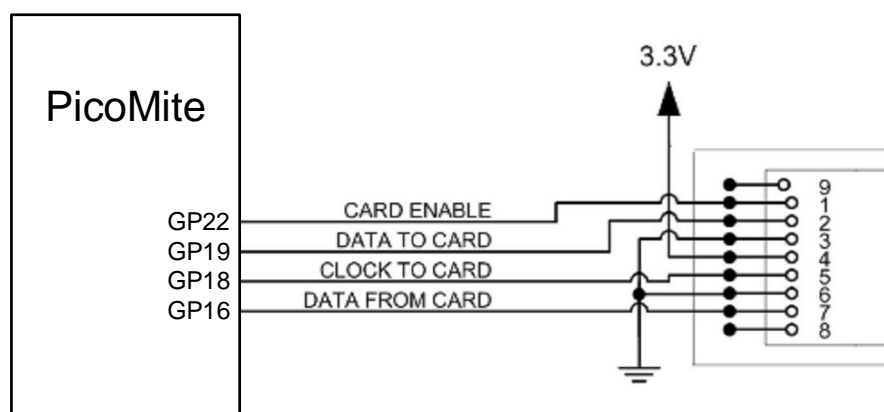 3.3V
PicoMite
9
GP22 CARD ENABLE 1
2
GP19 DATA TO CARD 3
4
GP18 CLOCK TO CARD 5
6
GP16 DATA FROM CARD 7
8